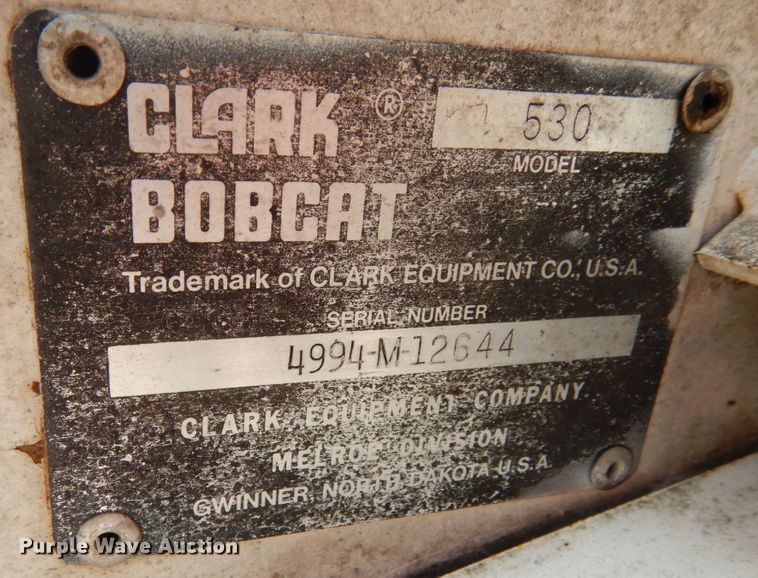 CLARK ®
BOBCAT
530
MODEL
Trademark of CLARK EQUIPMENT CO., U.S.A.
SERIAL NUMBER
4994-M-12644
CLARK EQUIPMENT COMPANY
MELROE DIVISION
GWINNER, NORTH DAKOTA U.S.A.
Purple Wave Auction